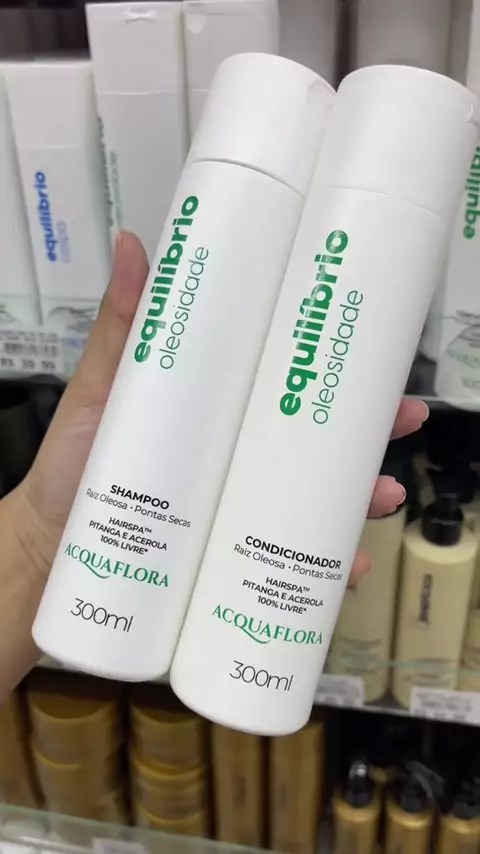 equilíbrio
oleosidade
SHAMPOO
Raiz Oleosa • Pontas Secas
HAIRSPA™
PITANGA E ACEROLA
100% LIVRE*
ACQUAFLORA
300ml
equilíbrio
oleosidade
CONDICIONADOR
Raiz Oleosa • Pontas Secas
HAIRSPA™
PITANGA E ACEROLA
100% LIVRE*
ACQUAFLORA
300ml
equilíbrio
caspa